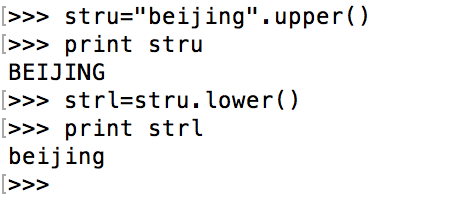 [>>> stru="beijing".upper()
[>>> print stru
BEIJING
[>>> strl=stru.lower()
[>>> print strl
beijing
[>>>